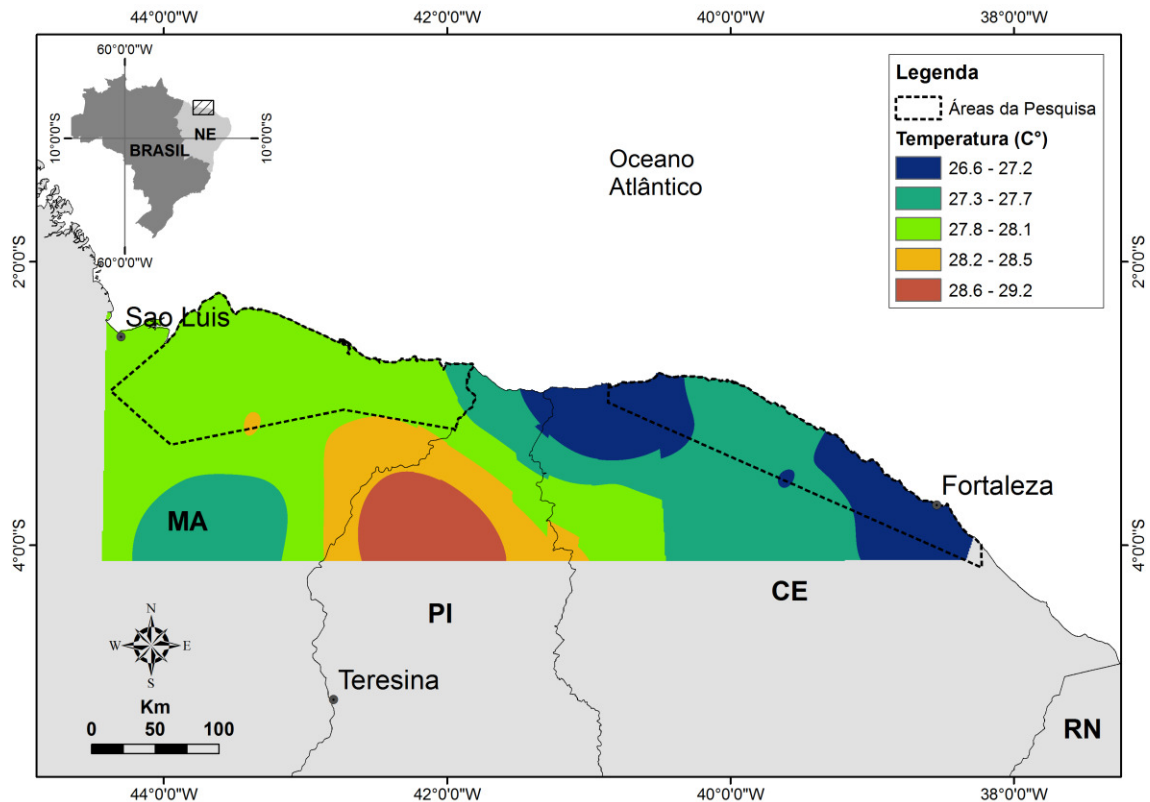 44°0'0"W 42°0'0"W 40°0'0"W 38°0'0"W
60°0'0"W
10°0'0"S
NE
BRASIL
10°0'0"S
60°0'0"W
Legenda
Áreas da Pesquisa
Temperatura (C°)
26.6 - 27.2
27.3 - 27.7
27.8 - 28.1
28.2 - 28.5
28.6 - 29.2
Oceano
Atlântico
2°0'0"S
2°0'0"S
Sao Luis
Fortaleza
MA
4°0'0"S
4°0'0"S
CE
PI
N
W E
S
Teresina
Km
0 50 100
RN
44°0'0"W 42°0'0"W 40°0'0"W 38°0'0"W